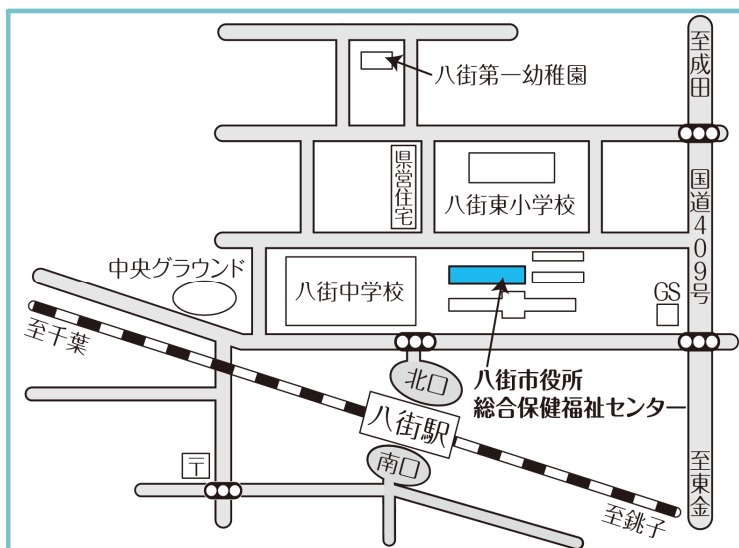 至成田
八街第一幼稚園
県営住宅
八街東小学校
国道409号
中央グラウンド
八街中学校
GS
至千葉
北口
八街市役所
総合保健福祉センター
八街駅
〒
南口
至東金
至銚子